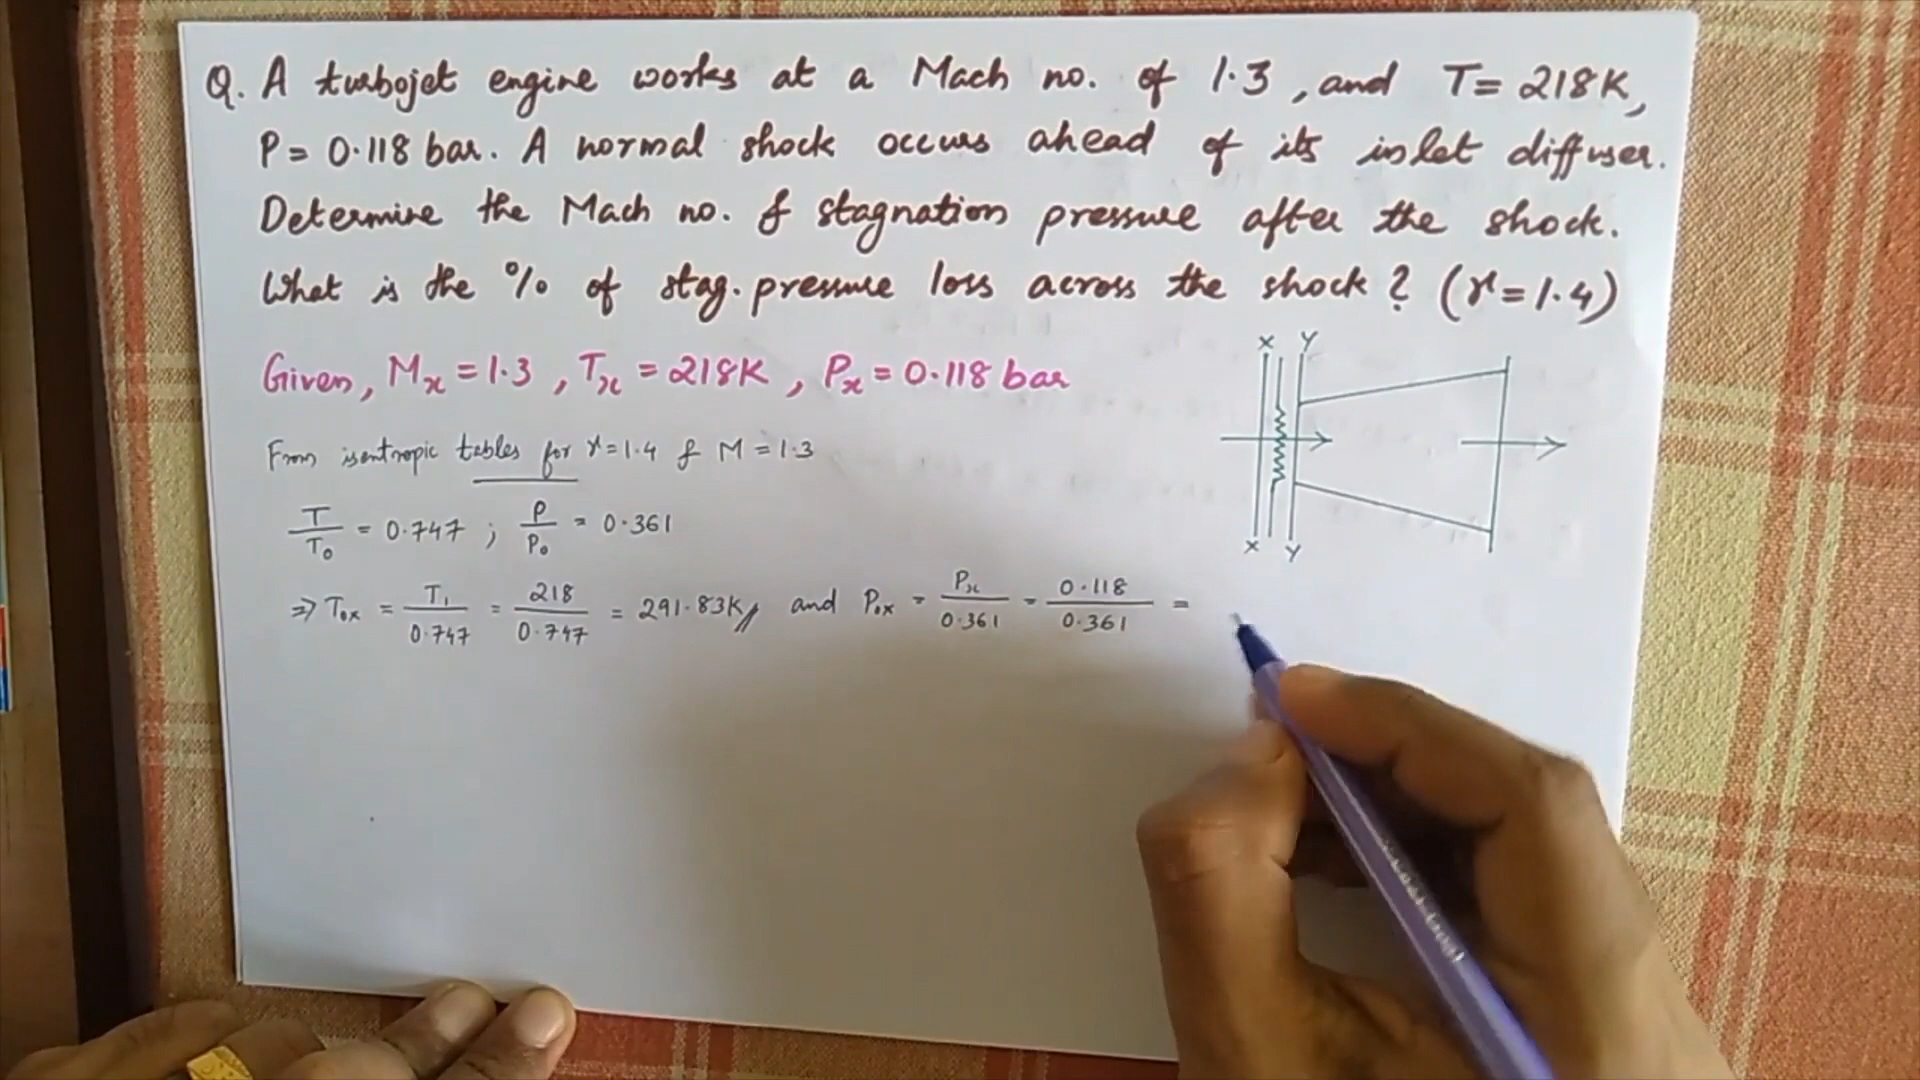 Q. A turbojet engine works at a Mach no. of 1.3, and T= 218K,
P= 0.118 bar. A normal shock occurs ahead of its inlet diffuser.
Determine the Mach no. & stagnation pressure after the shock.
What is the % of stag. pressure loss across the shock? (γ=1.4)
Given, Mx = 1.3, Tx = 218K, Px = 0.118 bar
X Y
From isentropic tables for γ=1.4 & M = 1.3
T/T0 = 0.747 ; P/P0 = 0.361
X Y
⇒ Tox = T1/0.747 = 218/0.747 = 291.83K, and Pox = Px/0.361 = 0.118/0.361 =